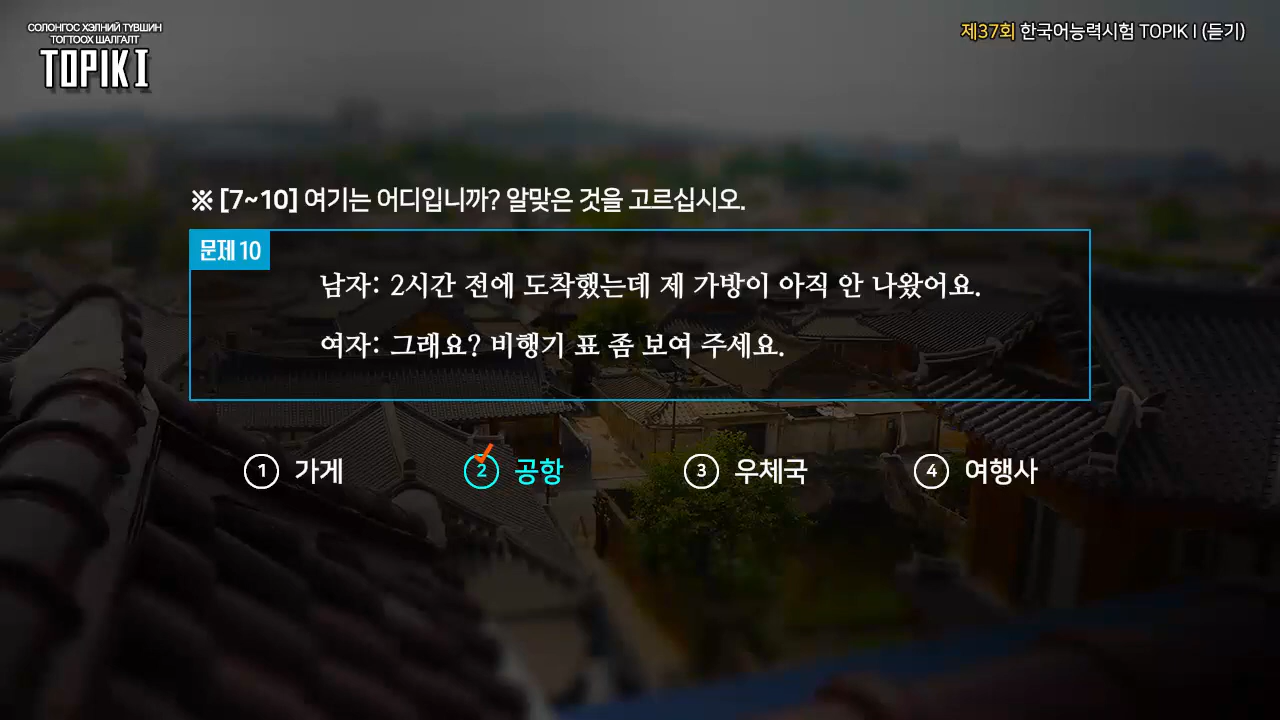 СОЛОНГОС ХЭЛНИЙ ТҮВШИН
ТОГТООХ ШАЛГАЛТ
TOPIK I
제37회 한국어능력시험 TOPIK I (듣기)
※ [7~10] 여기는 어디입니까? 알맞은 것을 고르십시오.
문제 10
남자: 2시간 전에 도착했는데 제 가방이 아직 안 나왔어요.
여자: 그래요? 비행기 표 좀 보여 주세요.
① 가게 ② 공항 ③ 우체국 ④ 여행사